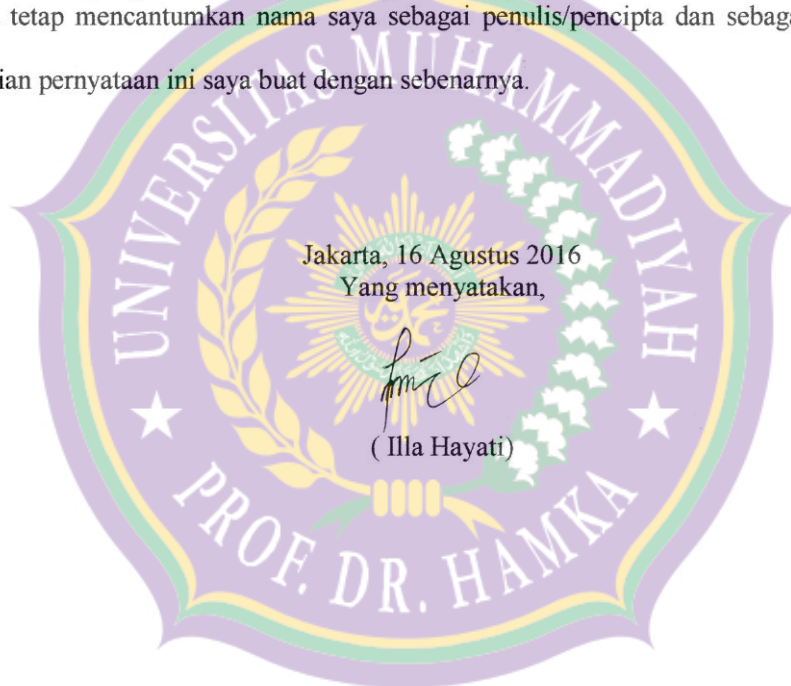 tetap mencantumkan nama saya sebagai penulis/pencipta dan sebaga
ian pernyataan ini saya buat dengan sebenarnya.
UNIVERSITAS MUHAMMADIYAH
Jakarta, 16 Agustus 2016
Yang menyatakan,
( Illa Hayati)
PROF. DR. HAMKA